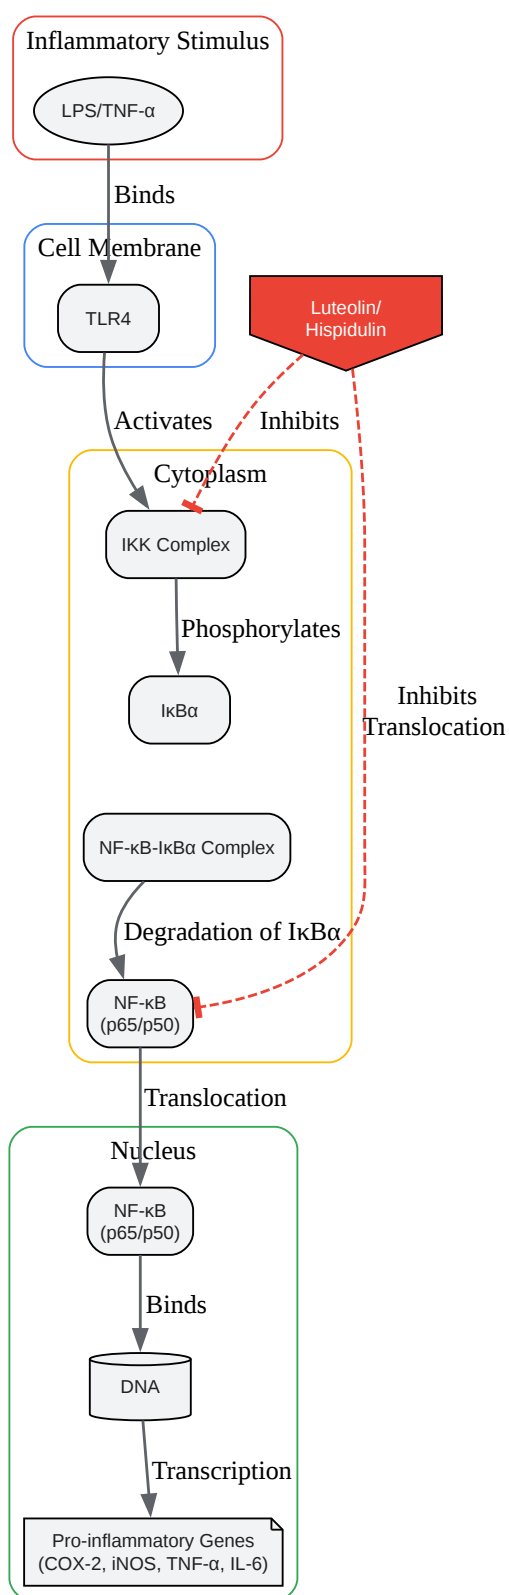 Inflammatory Stimulus
LPS/TNF-α
Binds
Cell Membrane
TLR4
Luteolin/
Hispidulin
Activates
Inhibits
Cytoplasm
IKK Complex
Phosphorylates
IκBα
Inhibits
Translocation
NF-κB-IκBα Complex
Degradation of IκBα
NF-κB
(p65/p50)
Translocation
Nucleus
NF-κB
(p65/p50)
Binds
DNA
Transcription
Pro-inflammatory Genes
(COX-2, iNOS, TNF-α, IL-6)